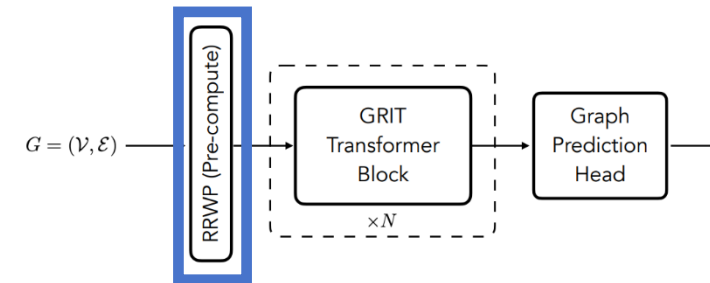 G = (𝒱, ℰ)
RRWP (Pre-compute)
GRIT
Transformer
Block
×N
Graph
Prediction
Head